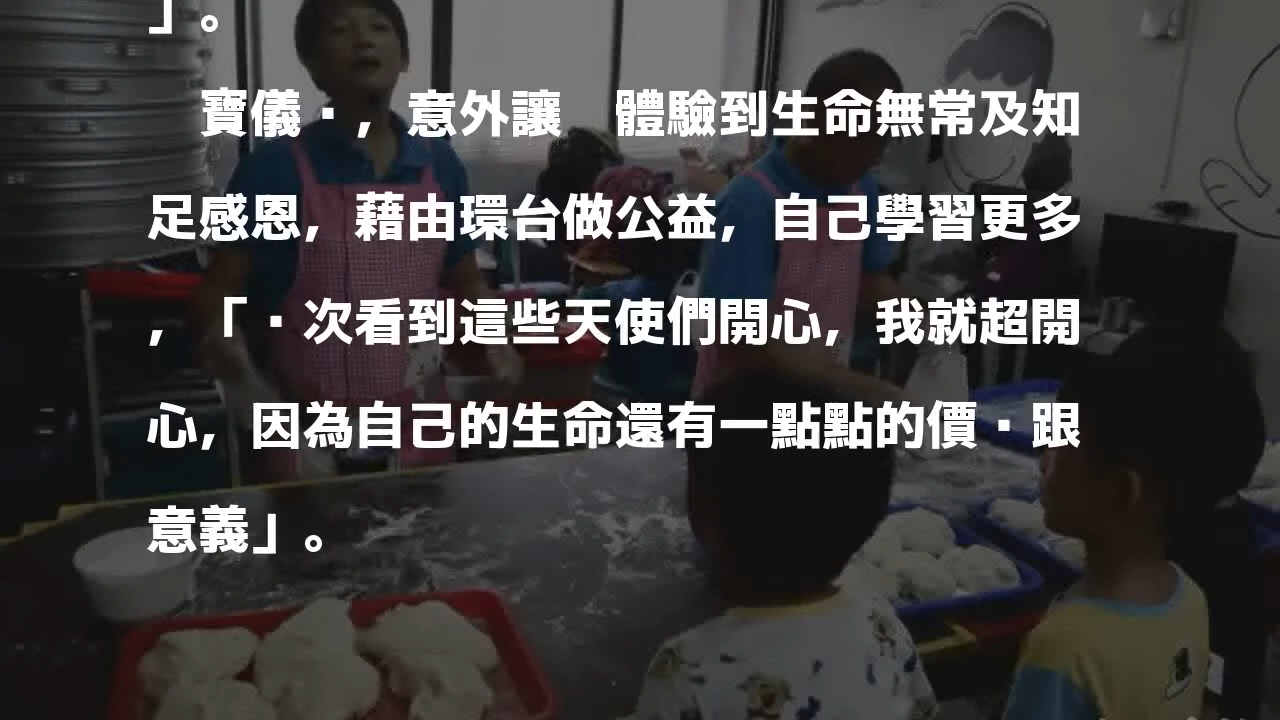 」。
寶儀▪,意外讓 體驗到生命無常及知
足感恩,藉由環台做公益,自己學習更多
,「▪次看到這些天使們開心,我就超開
心,因為自己的生命還有一點點的價▪跟
意義」。